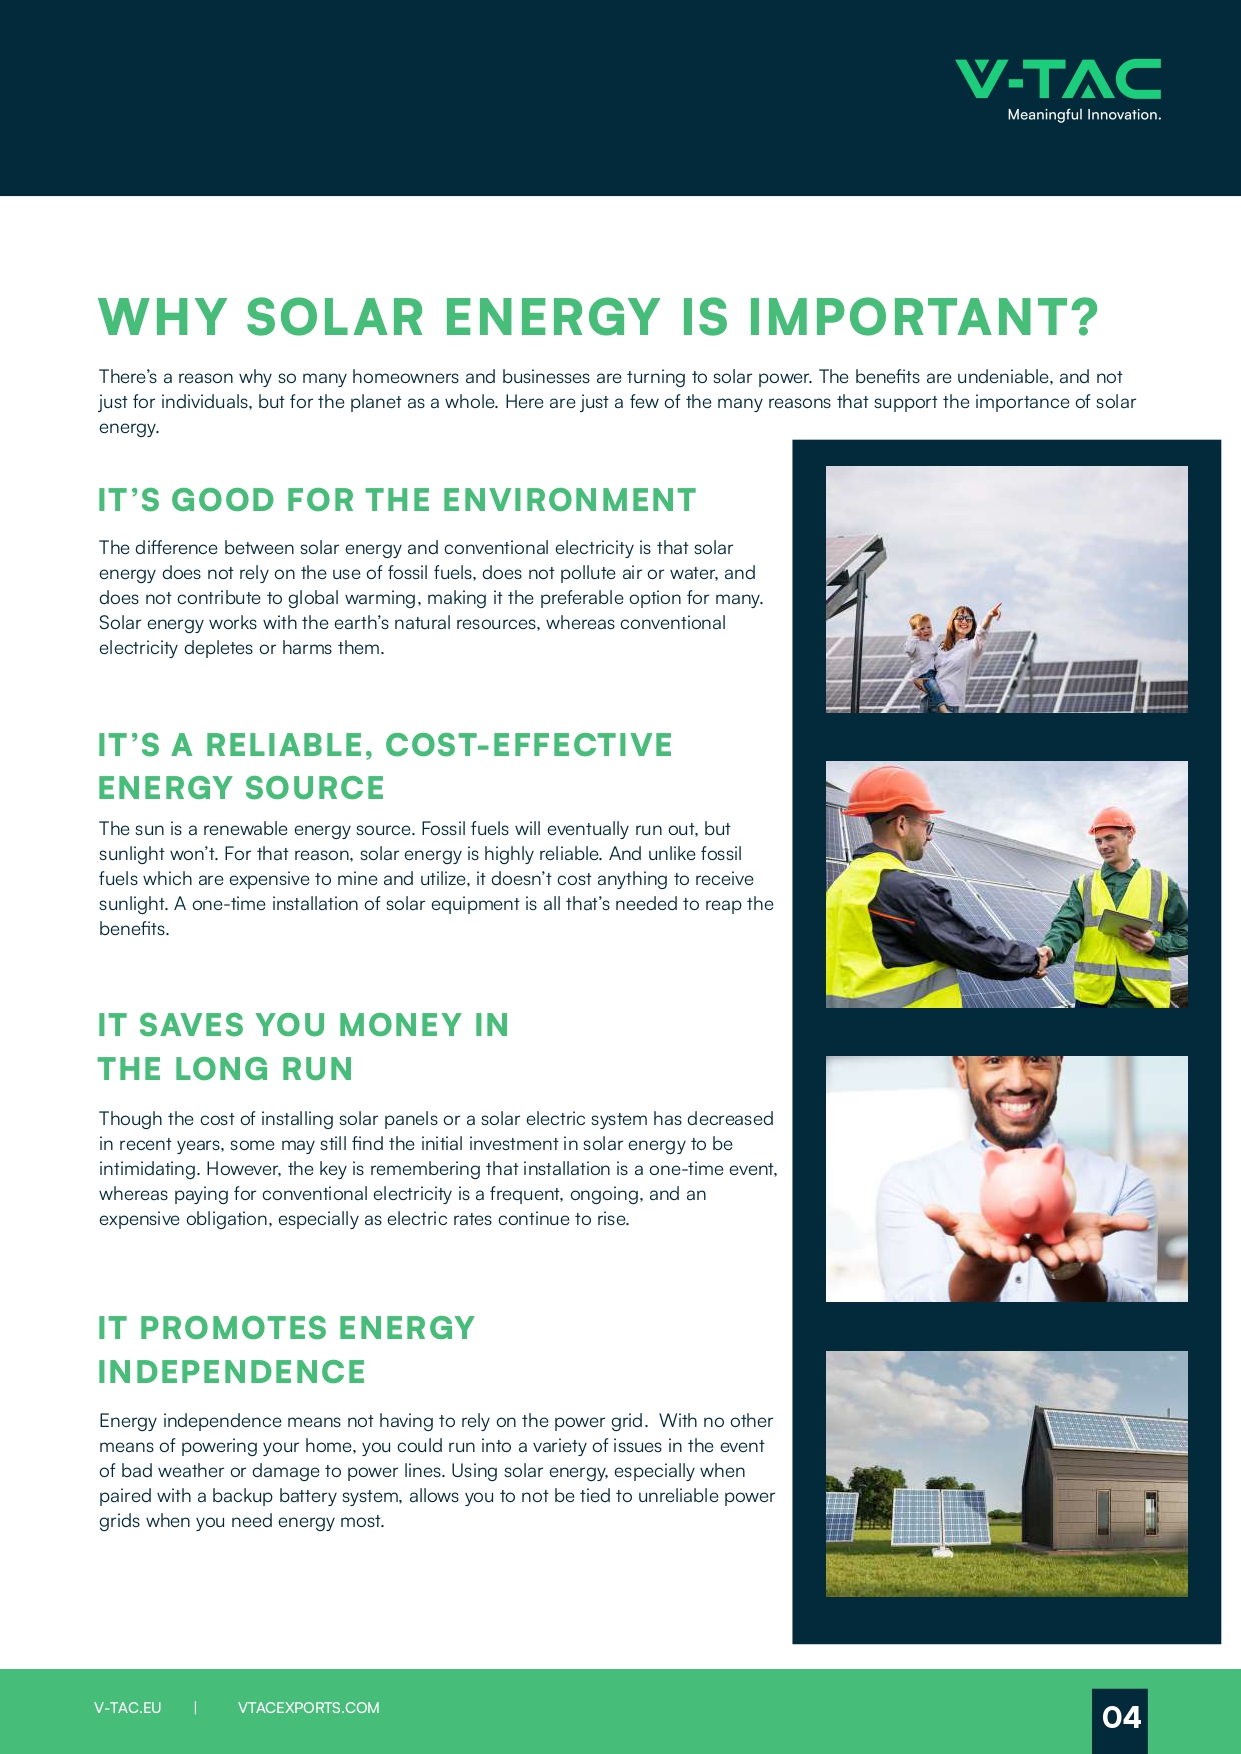 V-TAC
Meaningful Innovation.
WHY SOLAR ENERGY IS IMPORTANT?
There’s a reason why so many homeowners and businesses are turning to solar power. The benefits are undeniable, and not
just for individuals, but for the planet as a whole. Here are just a few of the many reasons that support the importance of solar
energy.
IT’S GOOD FOR THE ENVIRONMENT
The difference between solar energy and conventional electricity is that solar
energy does not rely on the use of fossil fuels, does not pollute air or water, and
does not contribute to global warming, making it the preferable option for many.
Solar energy works with the earth’s natural resources, whereas conventional
electricity depletes or harms them.
IT’S A RELIABLE, COST-EFFECTIVE
ENERGY SOURCE
The sun is a renewable energy source. Fossil fuels will eventually run out, but
sunlight won’t. For that reason, solar energy is highly reliable. And unlike fossil
fuels which are expensive to mine and utilize, it doesn’t cost anything to receive
sunlight. A one-time installation of solar equipment is all that’s needed to reap the
benefits.
IT SAVES YOU MONEY IN
THE LONG RUN
Though the cost of installing solar panels or a solar electric system has decreased
in recent years, some may still find the initial investment in solar energy to be
intimidating. However, the key is remembering that installation is a one-time event,
whereas paying for conventional electricity is a frequent, ongoing, and an
expensive obligation, especially as electric rates continue to rise.
IT PROMOTES ENERGY
INDEPENDENCE
Energy independence means not having to rely on the power grid.  With no other
means of powering your home, you could run into a variety of issues in the event
of bad weather or damage to power lines. Using solar energy, especially when
paired with a backup battery system, allows you to not be tied to unreliable power
grids when you need energy most.
V-TAC.EU | VTACEXPORTS.COM
04